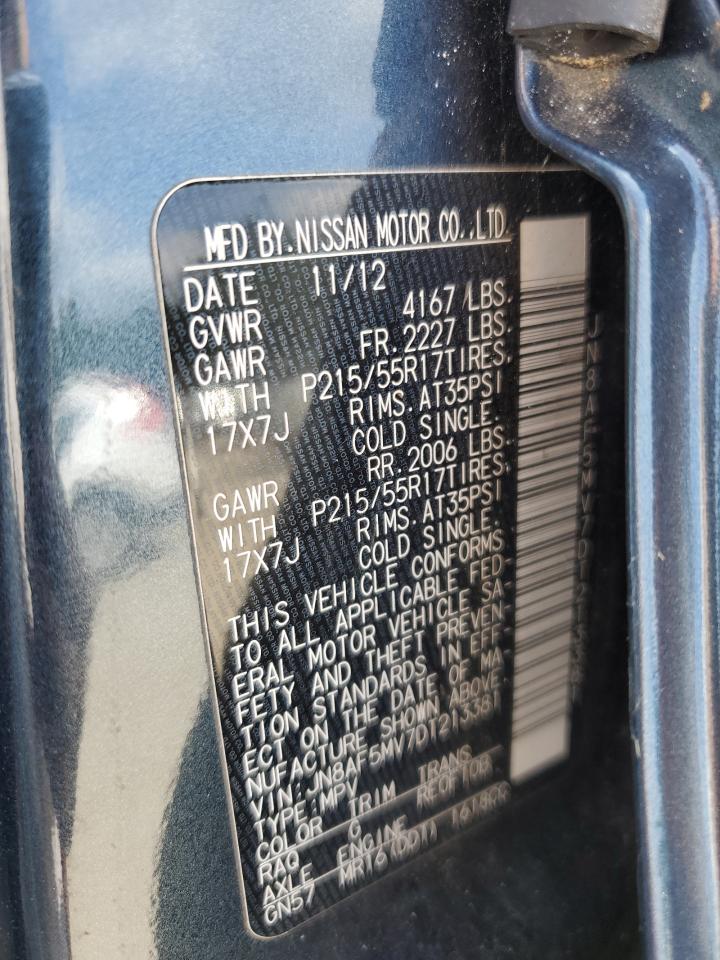 MFD BY. NISSAN MOTOR CO., LTD.
DATE 11/12
GVWR 4167 LBS.
GAWR FR. 2227 LBS.
WITH P215/55R17TIRES,
17X7J RIMS. AT35PSI
COLD SINGLE.
GAWR RR. 2006 LBS.
WITH P215/55R17TIRES,
17X7J RIMS. AT35PSI
COLD SINGLE.
THIS VEHICLE CONFORMS
TO ALL APPLICABLE FED-
ERAL MOTOR VEHICLE SA-
FETY AND THEFT PREVEN-
TION STANDARDS IN EFF-
ECT ON THE DATE OF MA-
NUFACTURE SHOWN ABOVE.
VIN: JN8AF5MV7DT213381
TYPE: MPV
COLOR TRIM TRANS
RAQ G RE0F10B
AXLE ENGINE
GN57 MR16(DDT) 1618CC